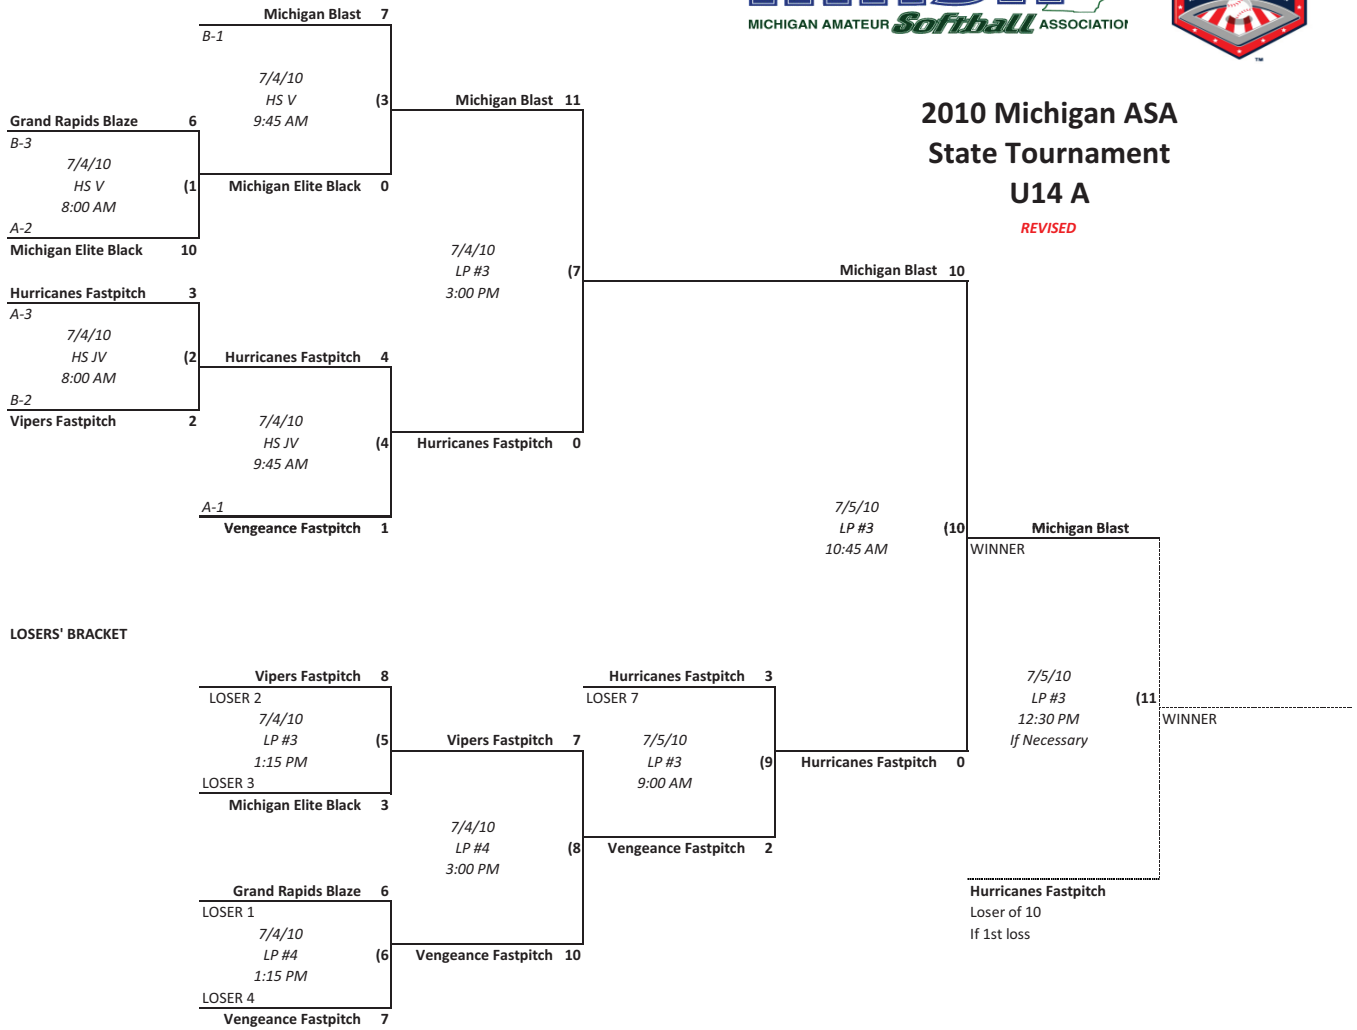 Michigan Blast 7
B-1
7/4/10
HS V
9:45 AM
(3
Grand Rapids Blaze 6
B-3
7/4/10
HS V
8:00 AM
(1
A-2
Michigan Elite Black 10
Michigan Elite Black 0
Michigan Blast 11
Hurricanes Fastpitch 3
A-3
7/4/10
HS JV
8:00 AM
(2
B-2
Vipers Fastpitch 2
Hurricanes Fastpitch 4
7/4/10
HS JV
9:45 AM
(4
A-1
Vengeance Fastpitch 1
7/4/10
LP #3
3:00 PM
(7
Hurricanes Fastpitch 0
MICHIGAN AMATEUR Softball ASSOCIATION
TM
2010 Michigan ASA
State Tournament
U14 A
REVISED
Michigan Blast 10
7/5/10
LP #3
10:45 AM
(10
Michigan Blast
WINNER
LOSERS' BRACKET
Vipers Fastpitch 8
LOSER 2
7/4/10
LP #3
1:15 PM
(5
LOSER 3
Michigan Elite Black 3
Vipers Fastpitch 7
7/4/10
LP #4
3:00 PM
(8
Grand Rapids Blaze 6
LOSER 1
7/4/10
LP #4
1:15 PM
(6
LOSER 4
Vengeance Fastpitch 7
Vengeance Fastpitch 10
Hurricanes Fastpitch 3
LOSER 7
7/5/10
LP #3
9:00 AM
(9
Vengeance Fastpitch 2
Hurricanes Fastpitch 0
7/5/10
LP #3
12:30 PM
If Necessary
(11
WINNER
Hurricanes Fastpitch
Loser of 10
If 1st loss